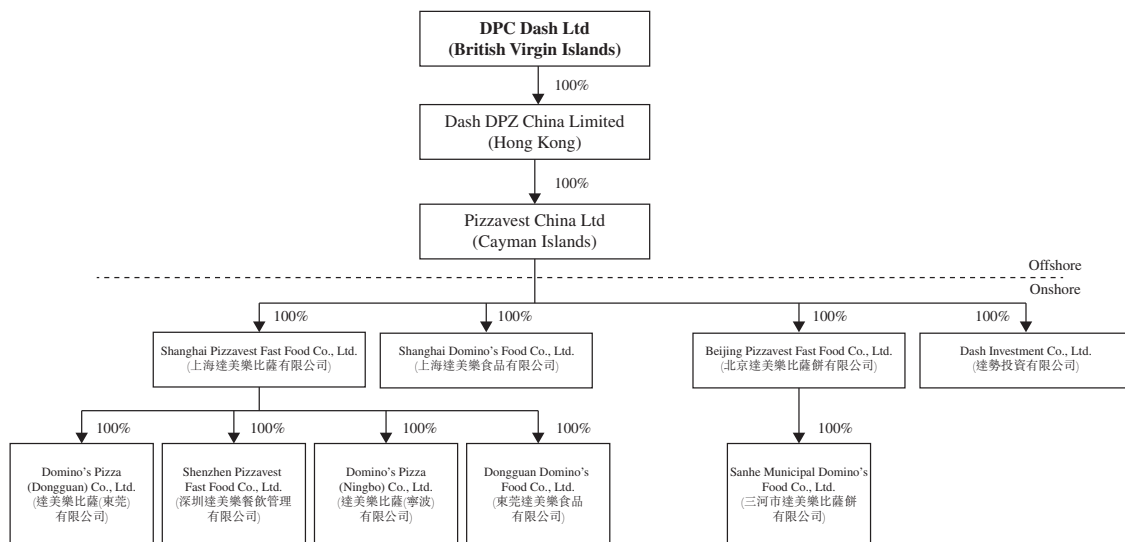 DPC Dash Ltd
(British Virgin Islands)
100%
Dash DPZ China Limited
(Hong Kong)
100%
Pizzavest China Ltd
(Cayman Islands)
Offshore
Onshore
100%
100%
100%
100%
Shanghai Pizzavest Fast Food Co., Ltd.
(上海達美樂比薩有限公司)
Shanghai Domino's Food Co., Ltd.
(上海達美樂食品有限公司)
Beijing Pizzavest Fast Food Co., Ltd.
(北京達美樂比薩餅有限公司)
Dash Investment Co., Ltd.
(達勢投資有限公司)
100%
100%
100%
100%
100%
Domino's Pizza
(Dongguan) Co., Ltd.
(達美樂比薩(東莞)
有限公司)
Shenzhen Pizzavest
Fast Food Co., Ltd.
(深圳達美樂餐飲管理
有限公司)
Domino's Pizza
(Ningbo) Co., Ltd.
(達美樂比薩(寧波)
有限公司)
Dongguan Domino's
Food Co., Ltd.
(東莞達美樂食品
有限公司)
Sanhe Municipal Domino's
Food Co., Ltd.
(三河市達美樂比薩餅
有限公司)